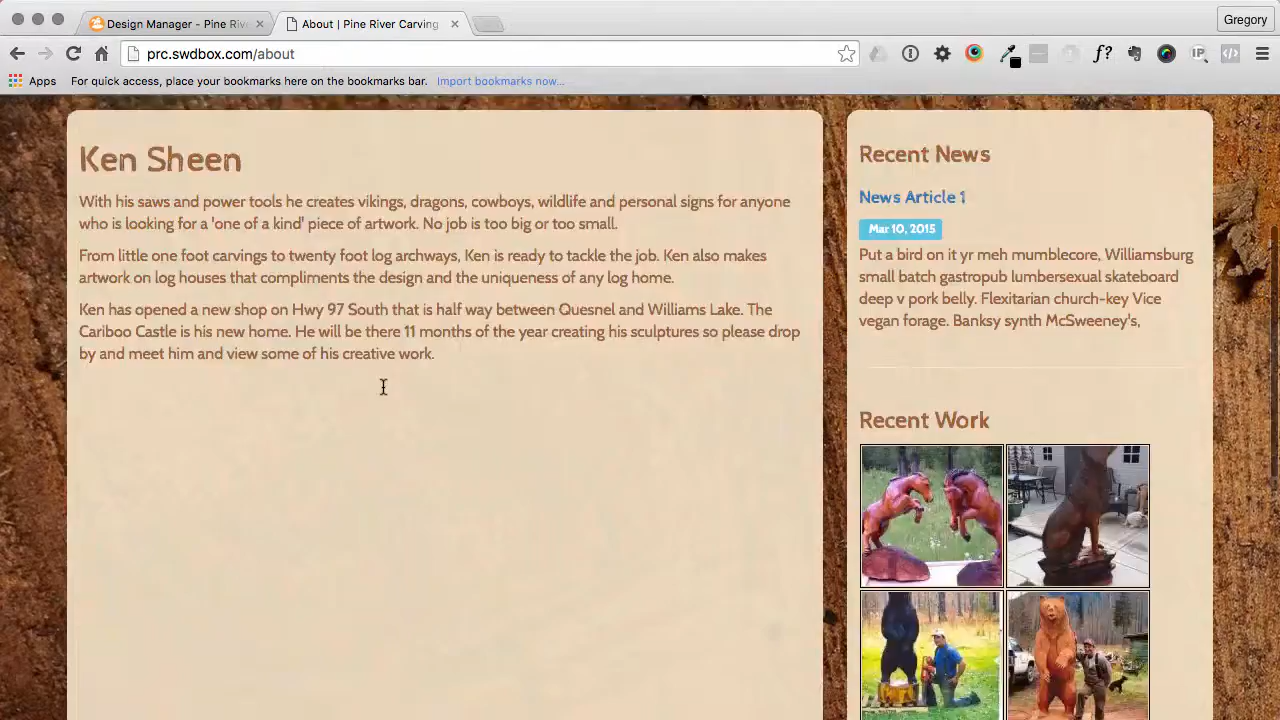 Design Manager - Pine Rive
About | Pine River Carving
Gregory
prc.swdbox.com/about
f?
IP
Apps
For quick access, place your bookmarks here on the bookmarks bar.
Import bookmarks now...
Ken Sheen
With his saws and power tools he creates vikings, dragons, cowboys, wildlife and personal signs for anyone
who is looking for a 'one of a kind' piece of artwork. No job is too big or too small.
From little one foot carvings to twenty foot log archways, Ken is ready to tackle the job. Ken also makes
artwork on log houses that compliments the design and the uniqueness of any log home.
Ken has opened a new shop on Hwy 97 South that is half way between Quesnel and Williams Lake. The
Cariboo Castle is his new home. He will be there 11 months of the year creating his sculptures so please drop
by and meet him and view some of his creative work.
Recent News
News Article 1
Mar 10, 2015
Put a bird on it yr meh mumblecore, Williamsburg
small batch gastropub lumbersexual skateboard
deep v pork belly. Flexitarian church-key Vice
vegan forage. Banksy synth McSweeney's,
Recent Work